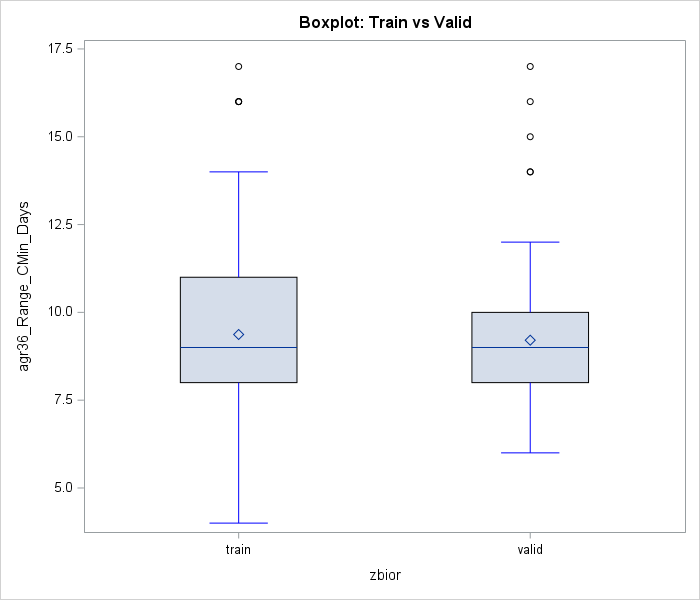 Boxplot: Train vs Valid
17.5
15.0
12.5
10.0
7.5
5.0
agr36_Range_CMin_Days
train
valid
zbior